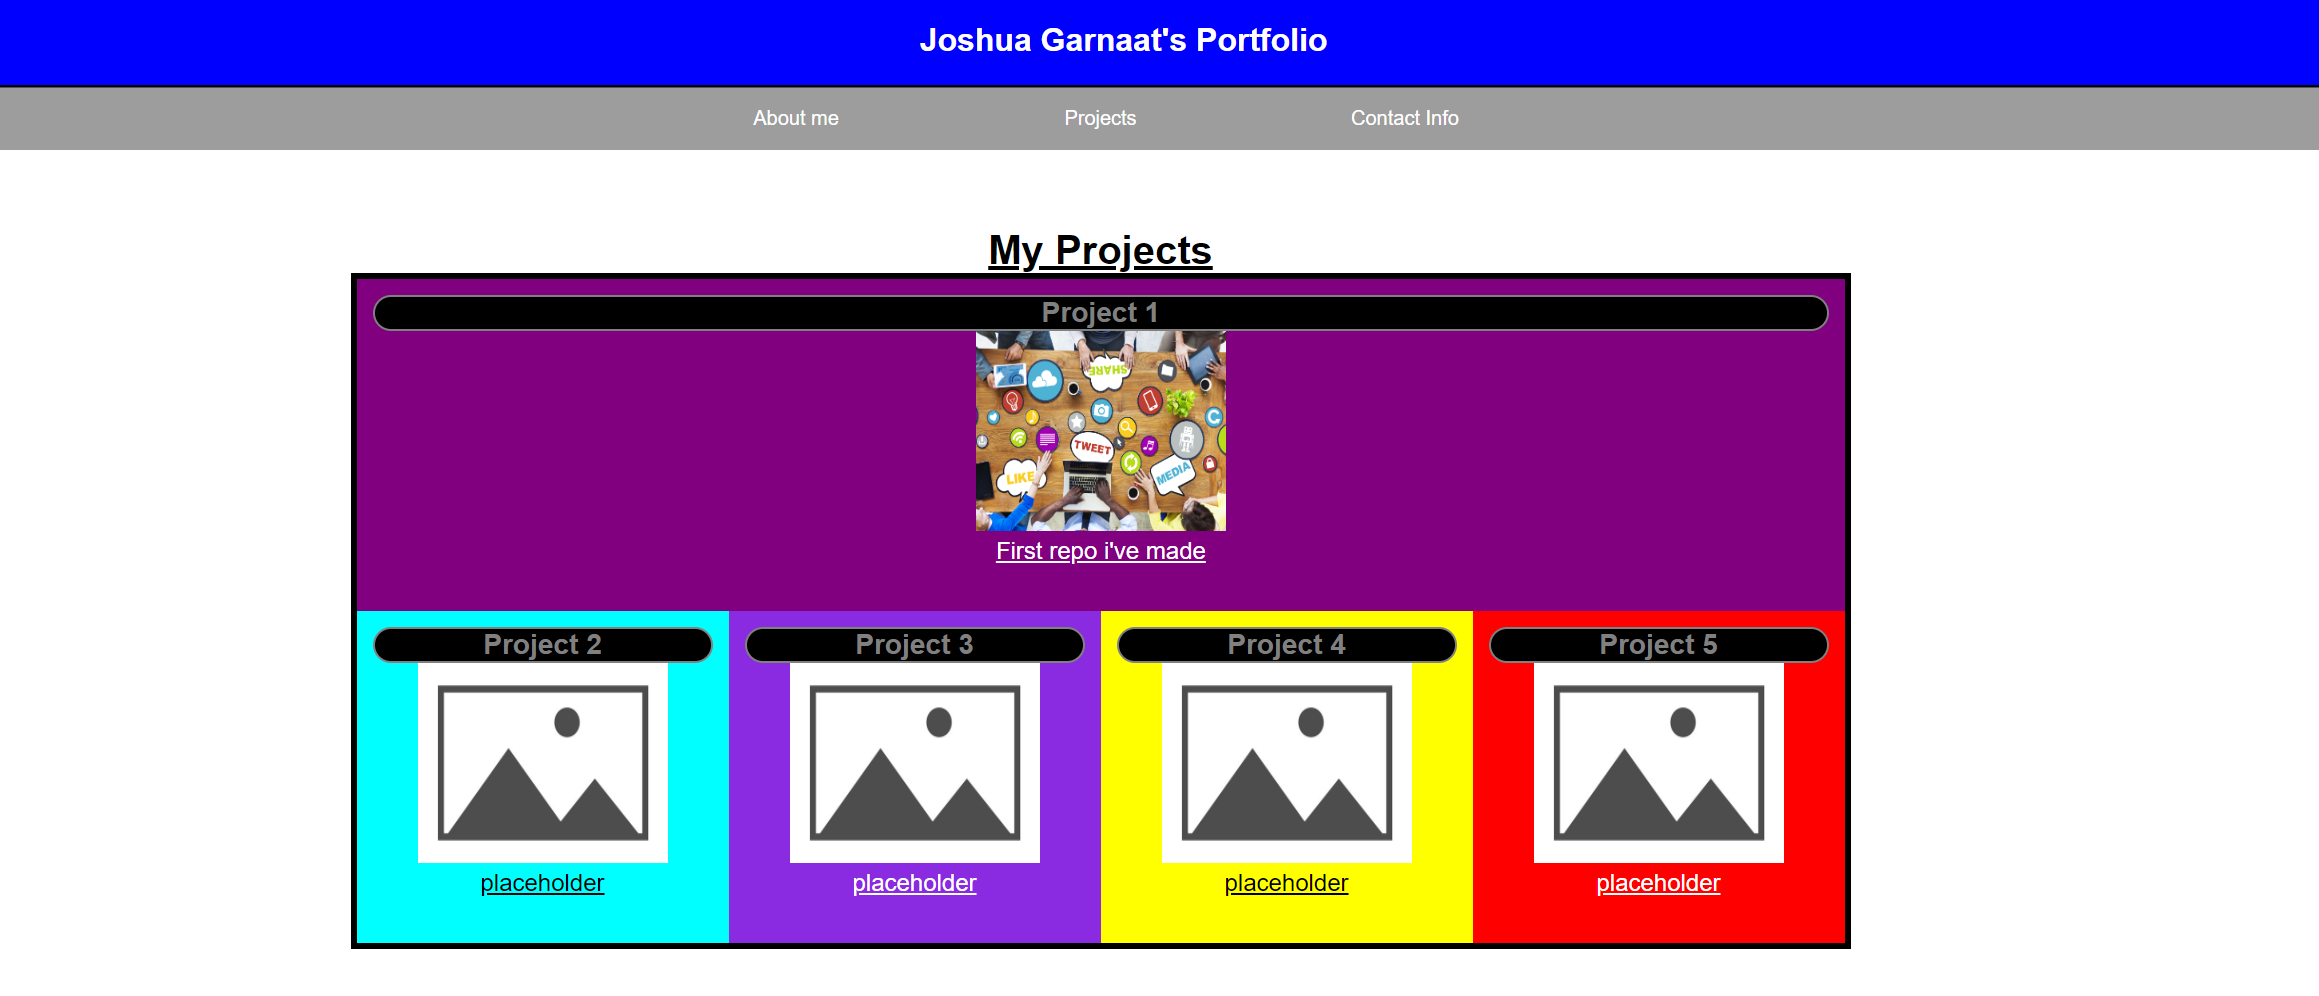 Joshua Garnaat's Portfolio
About me Projects Contact Info
My Projects
Project 1
SHARE
TWEET
LIKE
MEDIA
First repo i've made
Project 2 Project 3 Project 4 Project 5
placeholder placeholder placeholder placeholder